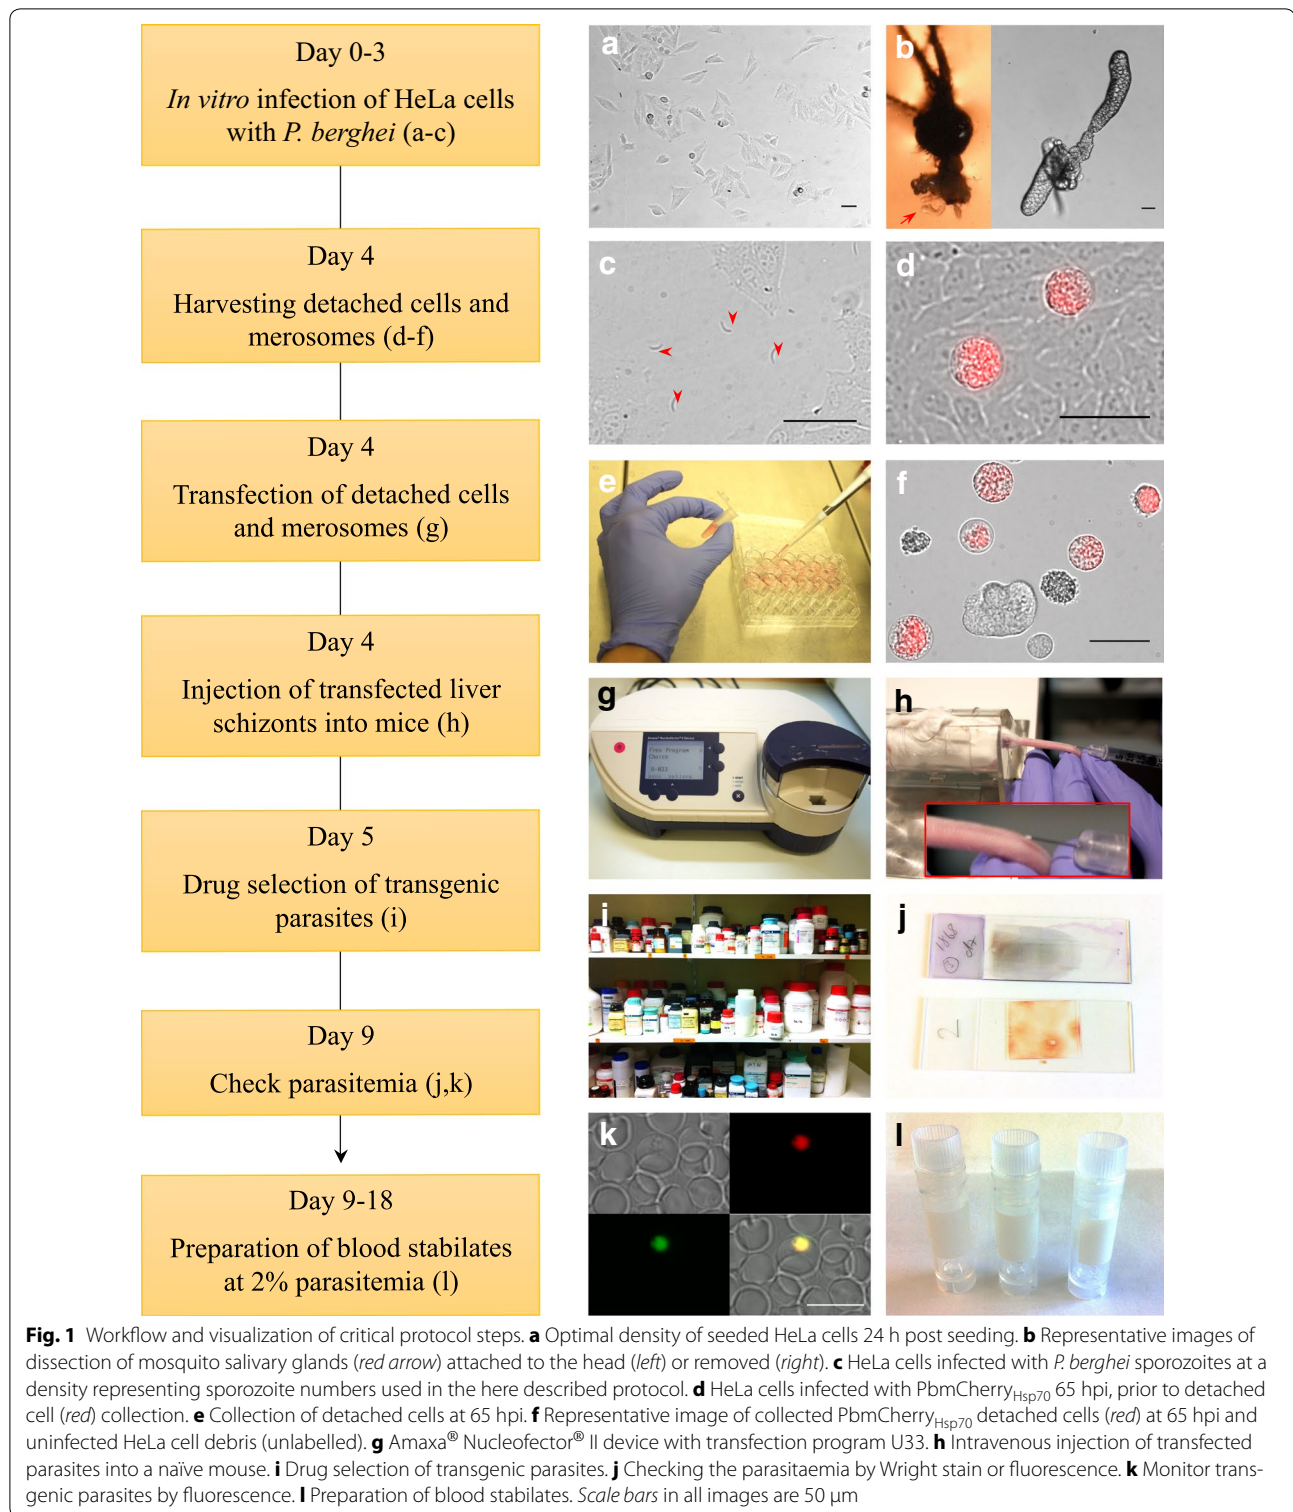 Day 0-3
In vitro infection of HeLa cells
with P. berghei (a-c)
Day 4
Harvesting detached cells and
merosomes (d-f)
Day 4
Transfection of detached cells
and merosomes (g)
Day 4
Injection of transfected liver
schizonts into mice (h)
Day 5
Drug selection of transgenic
parasites (i)
Day 9
Check parasitemia (j,k)
Day 9-18
Preparation of blood stabilates
at 2% parasitemia (l)
a
b
c
d
e
f
g
Free Program
Choice
U-033
h
i
j
2
k
l
Fig. 1 Workflow and visualization of critical protocol steps. a Optimal density of seeded HeLa cells 24 h post seeding. b Representative images of
dissection of mosquito salivary glands (red arrow) attached to the head (left) or removed (right). c HeLa cells infected with P. berghei sporozoites at a
density representing sporozoite numbers used in the here described protocol. d HeLa cells infected with PbmCherryHsp70 65 hpi, prior to detached
cell (red) collection. e Collection of detached cells at 65 hpi. f Representative image of collected PbmCherryHsp70 detached cells (red) at 65 hpi and
uninfected HeLa cell debris (unlabelled). g Amaxa® Nucleofector® II device with transfection program U33. h Intravenous injection of transfected
parasites into a naïve mouse. i Drug selection of transgenic parasites. j Checking the parasitaemia by Wright stain or fluorescence. k Monitor trans-
genic parasites by fluorescence. l Preparation of blood stabilates. Scale bars in all images are 50 µm